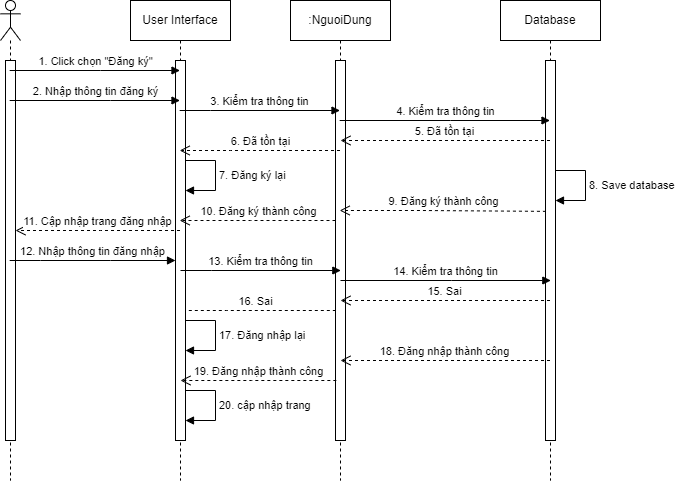 User Interface
:NguoiDung
Database
1. Click chọn "Đăng ký"
2. Nhập thông tin đăng ký
3. Kiểm tra thông tin
4. Kiểm tra thông tin
5. Đã tồn tại
6. Đã tồn tại
7. Đăng ký lại
8. Save database
9. Đăng ký thành công
10. Đăng ký thành công
11. Cập nhập trang đăng nhập
12. Nhập thông tin đăng nhập
13. Kiểm tra thông tin
14. Kiểm tra thông tin
15. Sai
16. Sai
17. Đăng nhập lại
18. Đăng nhập thành công
19. Đăng nhập thành công
20. cập nhập trang